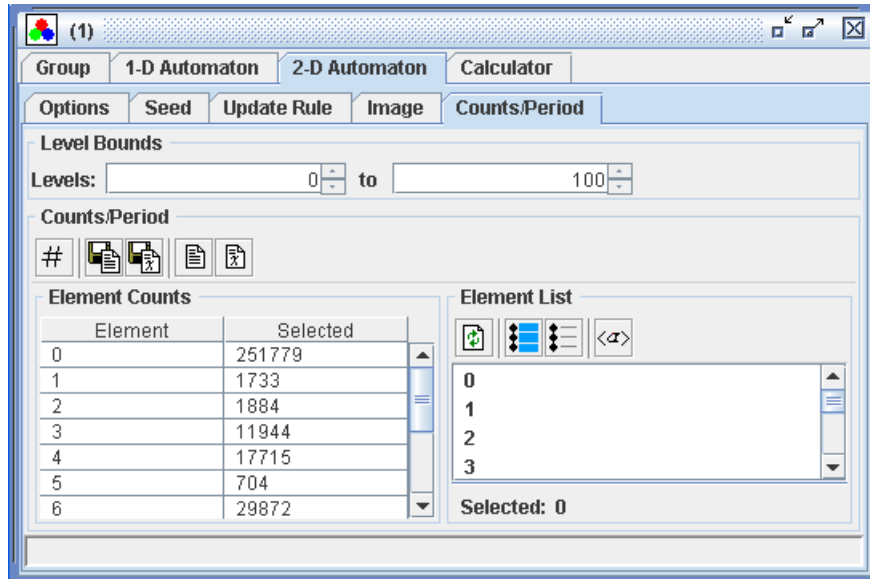 (1)
Group 1-D Automaton 2-D Automaton Calculator
Options Seed Update Rule Image Counts/Period
Level Bounds
Levels: 0 to 100
Counts/Period
#
Element Counts
Element Selected
0 251779
1 1733
2 1884
3 11944
4 17715
5 704
6 29872
Element List
<a>
0
1
2
3
Selected: 0